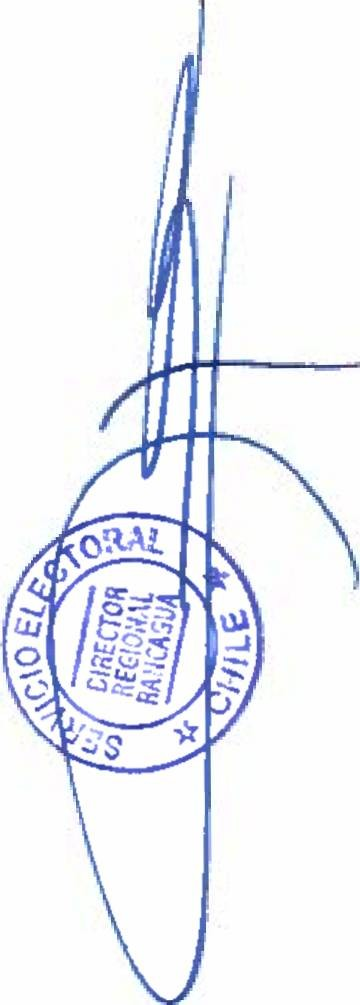 SERVICIO ELECTORAL
CHILE
DIRECTOR
REGIONAL
RANCAGUA